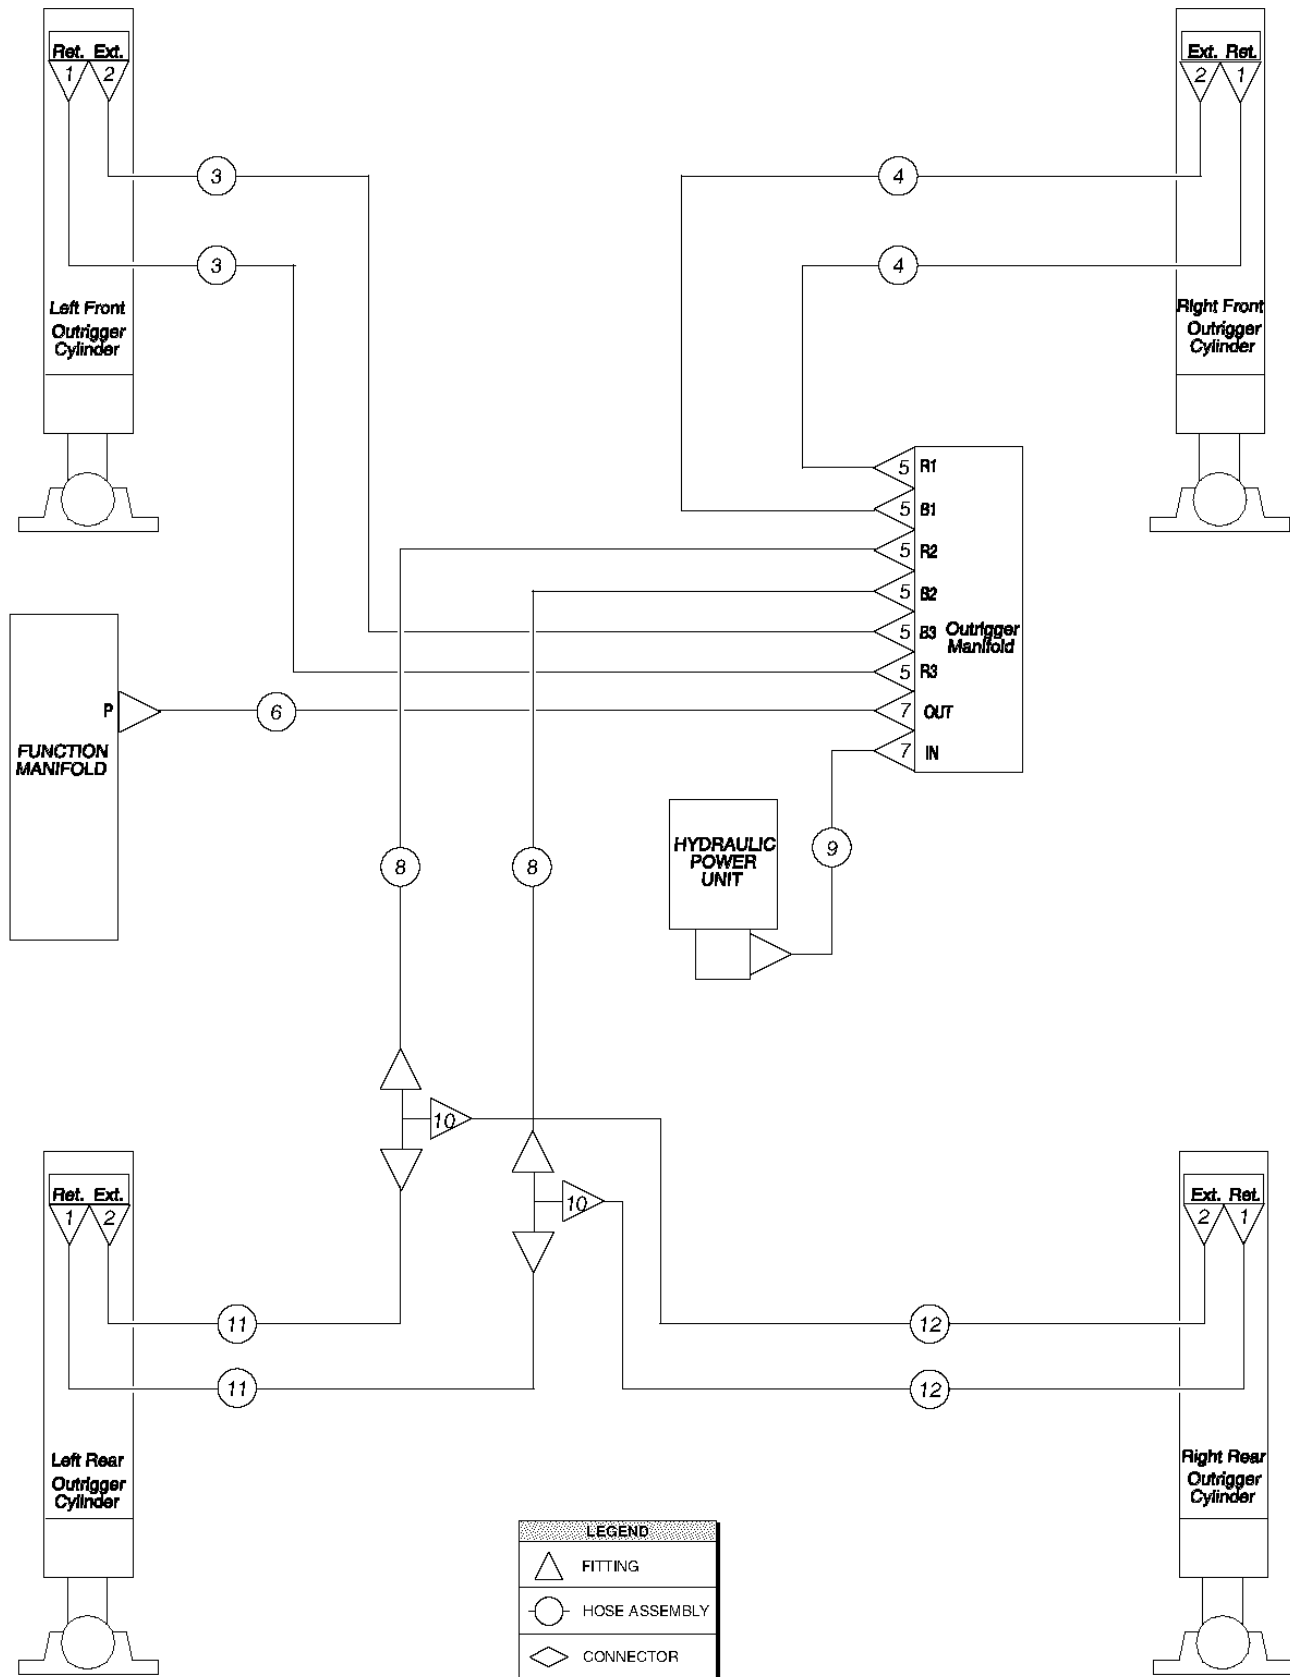 Ret. Ext.
1 2
Ext. Ret.
2 1
3
4
3
4
Left Front
Outrigger
Cylinder
Right Front
Outrigger
Cylinder
5 R1
5 B1
5 R2
5 B2
5 B3
Outrigger
Manifold
5 R3
7 OUT
7 IN
P
6
FUNCTION
MANIFOLD
HYDRAULIC
POWER
UNIT
9
8
8
10
10
Ret. Ext.
1 2
Ext. Ret.
2 1
11
12
11
12
Left Rear
Outrigger
Cylinder
Right Rear
Outrigger
Cylinder
LEGEND
FITTING
HOSE ASSEMBLY
CONNECTOR